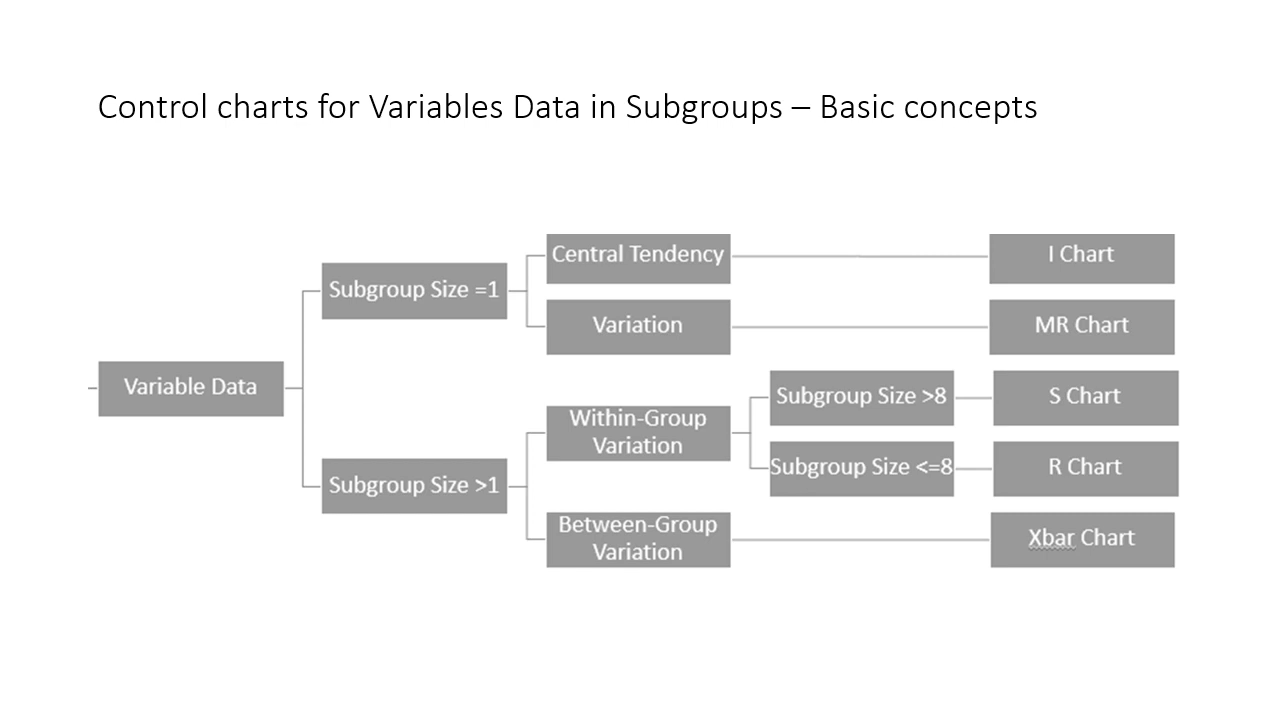 Control charts for Variables Data in Subgroups – Basic concepts
Central Tendency
I Chart
Subgroup Size =1
Variation
MR Chart
Variable Data
Subgroup Size >8
S Chart
Within-Group
Variation
Subgroup Size <=8
R Chart
Subgroup Size >1
Between-Group
Variation
Xbar Chart